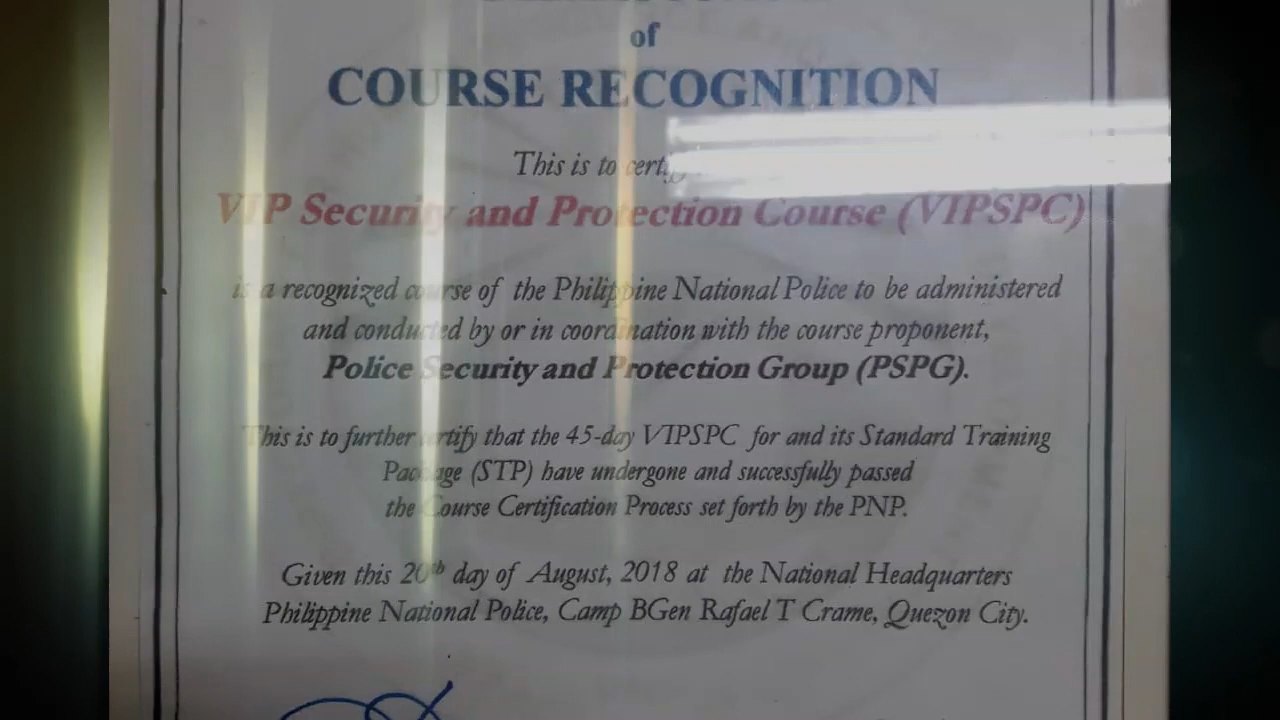 of
COURSE RECOGNITION
This is to certify
VIP Security and Protection Course (VIPSPC)
is a recognized course of the Philippine National Police to be administered
and conducted by or in coordination with the course proponent,
Police Security and Protection Group (PSPG).
This is to further certify that the 45-day VIPSPC for and its Standard Training
Package (STP) have undergone and successfully passed
the Course Certification Process set forth by the PNP.
Given this 20th day of August, 2018 at the National Headquarters
Philippine National Police, Camp BGen Rafael T Crame, Quezon City.